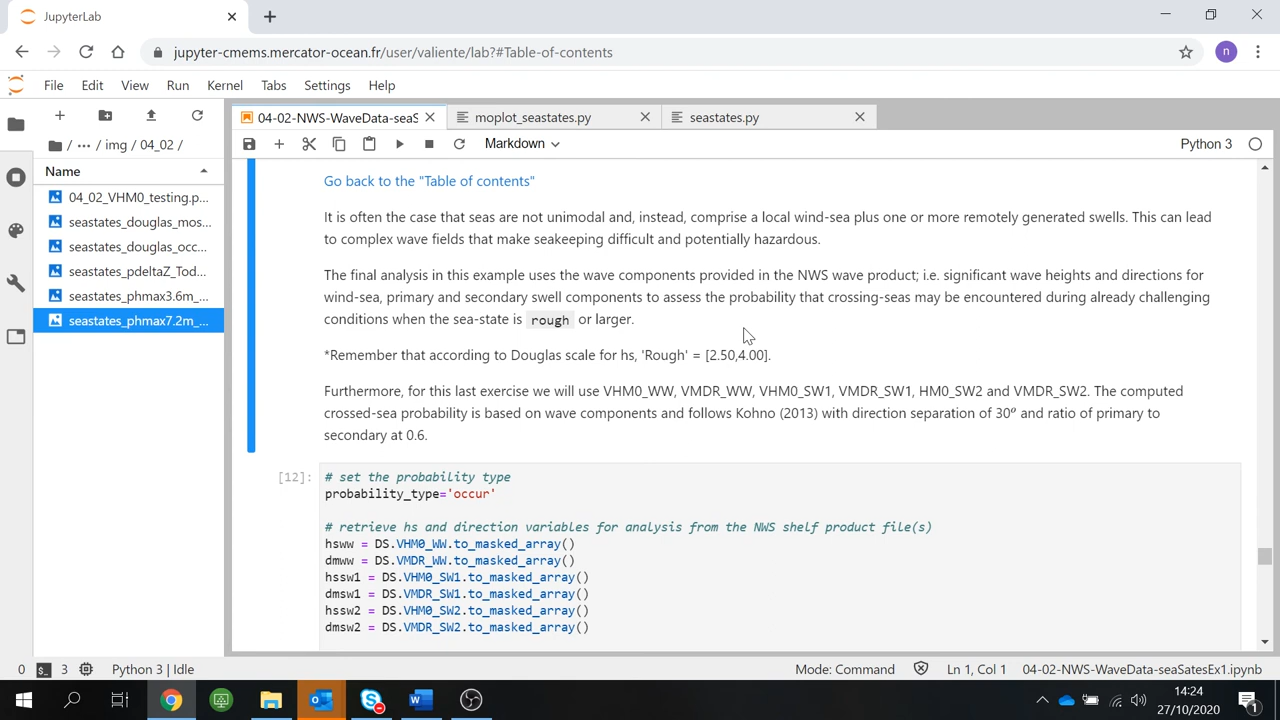 JupyterLab
jupyter-cmems.mercator-ocean.fr/user/valiente/lab?#Table-of-contents
n
File Edit View Run Kernel Tabs Settings Help
04-02-NWS-WaveData-seaS
moplot_seastates.py
seastates.py
/ ··· / img / 04_02 /
Markdown
Python 3
Name
04_02_VHM0_testing.p...
seastates_douglas_mos...
seastates_douglas_occ...
seastates_pdeltaZ_Tod...
seastates_phmax3.6m_...
seastates_phmax7.2m_...
Go back to the "Table of contents"
It is often the case that seas are not unimodal and, instead, comprise a local wind-sea plus one or more remotely generated swells. This can lead
to complex wave fields that make seakeeping difficult and potentially hazardous.
The final analysis in this example uses the wave components provided in the NWS wave product; i.e. significant wave heights and directions for
wind-sea, primary and secondary swell components to assess the probability that crossing-seas may be encountered during already challenging
conditions when the sea-state is rough or larger.
*Remember that according to Douglas scale for hs, 'Rough' = [2.50,4.00].
Furthermore, for this last exercise we will use VHM0_WW, VMDR_WW, VHM0_SW1, VMDR_SW1, HM0_SW2 and VMDR_SW2. The computed
crossed-sea probability is based on wave components and follows Kohno (2013) with direction separation of 30º and ratio of primary to
secondary at 0.6.
[12]:
# set the probability type
probability_type='occur'
# retrieve hs and direction variables for analysis from the NWS shelf product file(s)
hsww = DS.VHM0_WW.to_masked_array()
dmww = DS.VMDR_WW.to_masked_array()
hssw1 = DS.VHM0_SW1.to_masked_array()
dmsw1 = DS.VMDR_SW1.to_masked_array()
hssw2 = DS.VHM0_SW2.to_masked_array()
dmsw2 = DS.VMDR_SW2.to_masked_array()
0 3 Python 3 | Idle
Mode: Command
Ln 1, Col 1
04-02-NWS-WaveData-seaSatesEx1.ipynb
14:24
27/10/2020
1